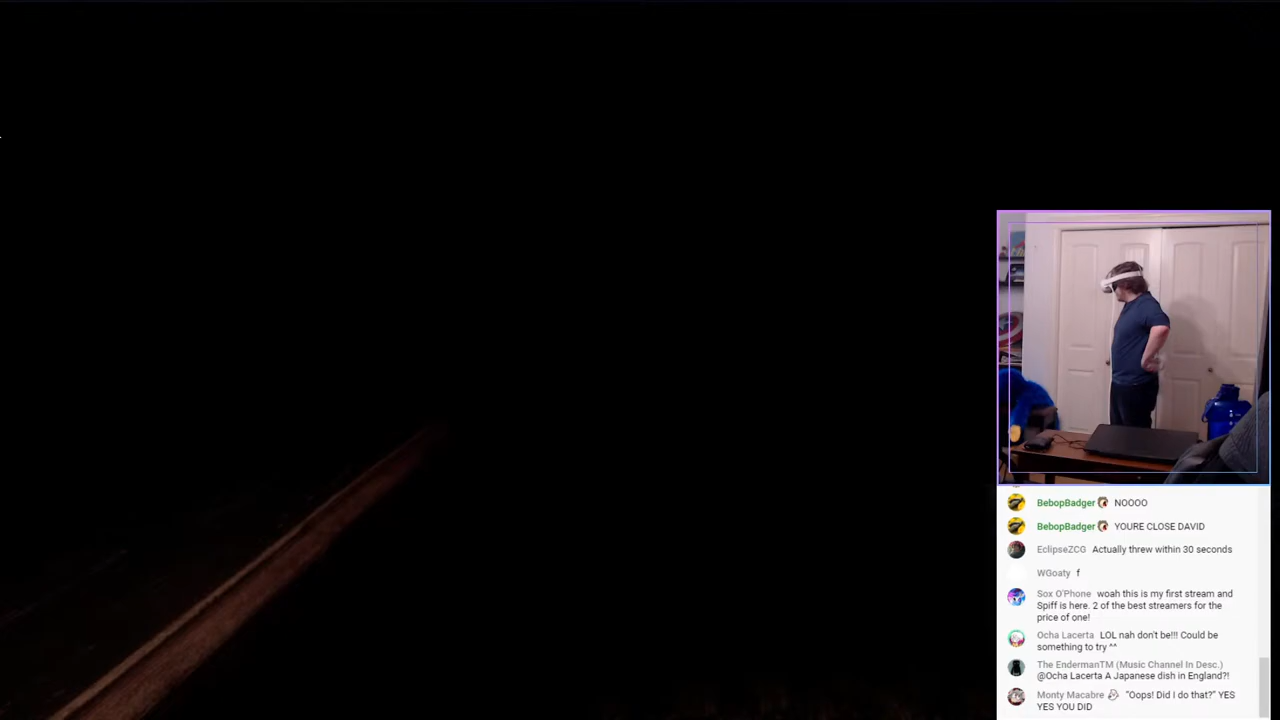 BebopBadger NOOOO
BebopBadger YOURE CLOSE DAVID
EclipseZCG Actually threw within 30 seconds
WGoaty f
Sox O'Phone woah this is my first stream and
Spiff is here. 2 of the best streamers for the
price of one!
Ocha Lacerta LOL nah don't be!!! Could be
something to try ^^
The EndermanTM (Music Channel In Desc.)
@Ocha Lacerta A Japanese dish in England?!
Monty Macabre "Oops! Did I do that?" YES
YES YOU DID